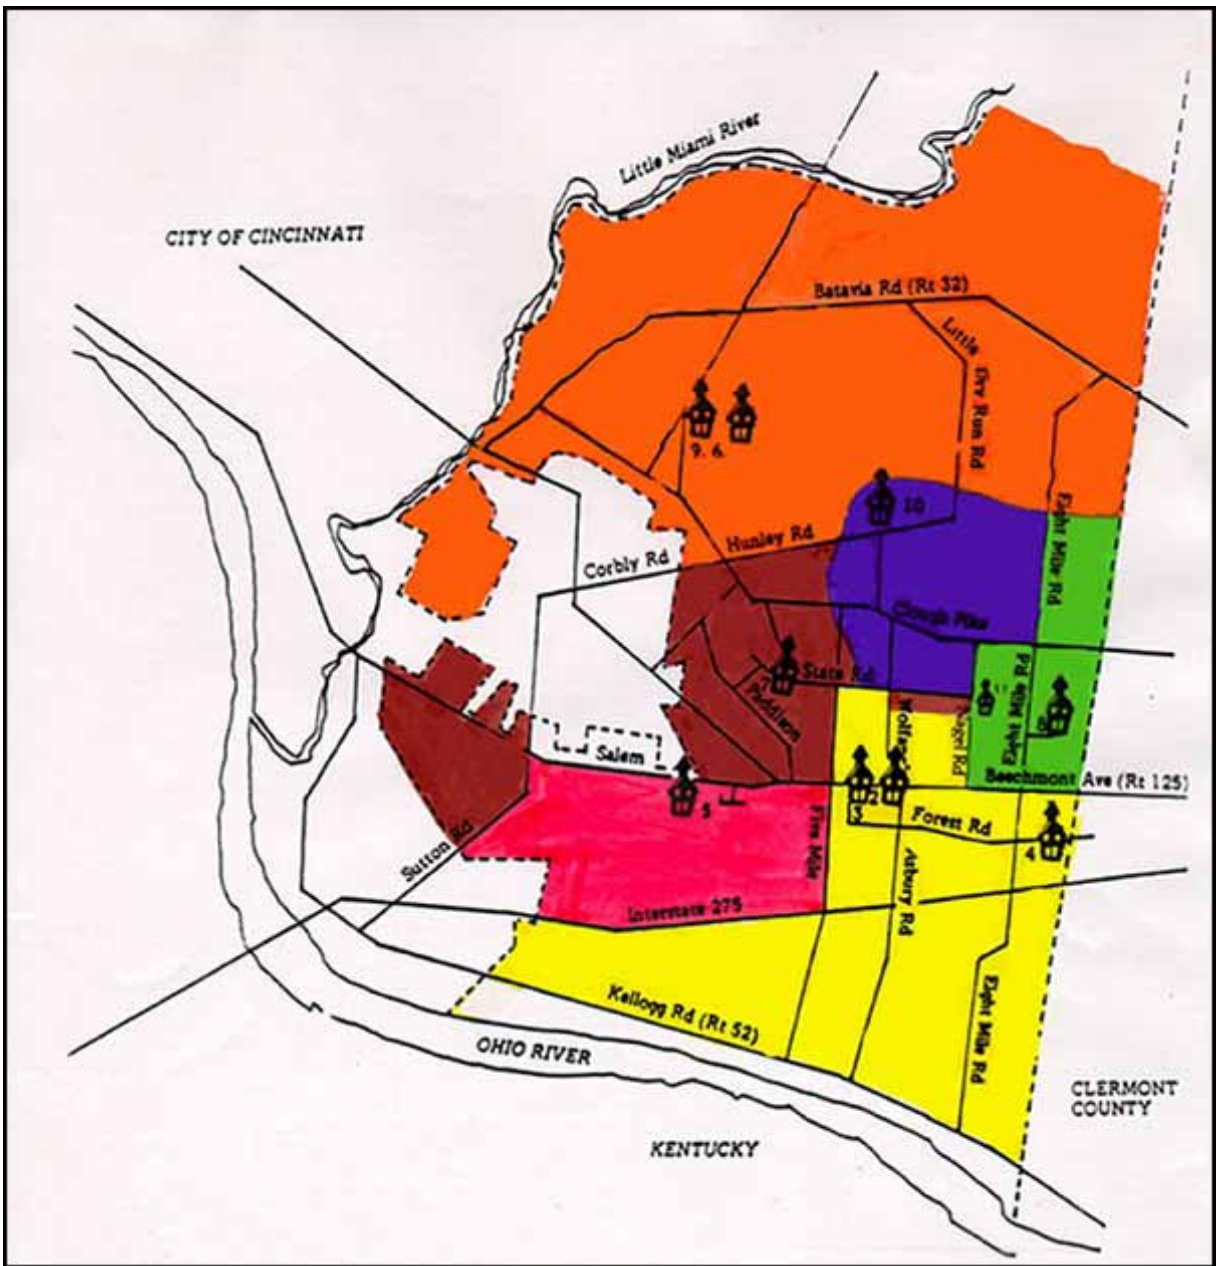 Little Miami River
CITY OF CINCINNATI
Batavia Rd (Rt 32)
Little Dry Run Rd
9. 6.
10
Eight Mile Rd
Hunley Rd
Corbly Rd
Clough Pike
State Rd
7
Paddison
Eight Mile Rd
8
Nagel Rd
Salem
Beechmont Ave (Rt 125)
5
2
3
Forest Rd
4
Five Mile
Asbury Rd
Sutton Rd
Interstate 275
Kellogg Rd (Rt 52)
Eight Mile Rd
OHIO RIVER
CLERMONT
COUNTY
KENTUCKY